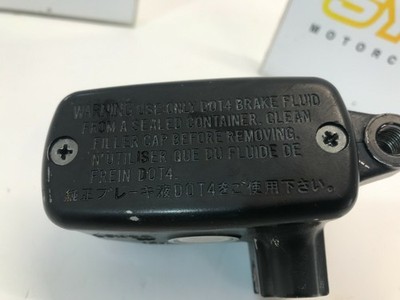 WARNING: USE ONLY DOT4 BRAKE FLUID
FROM A SEALED CONTAINER. CLEAN
FILLER CAP BEFORE REMOVING.
N'UTILISER QUE DU FLUIDE DE
FREIN DOT4.
純正ブレーキ液DOT4をご使用下さい。
MOTORC